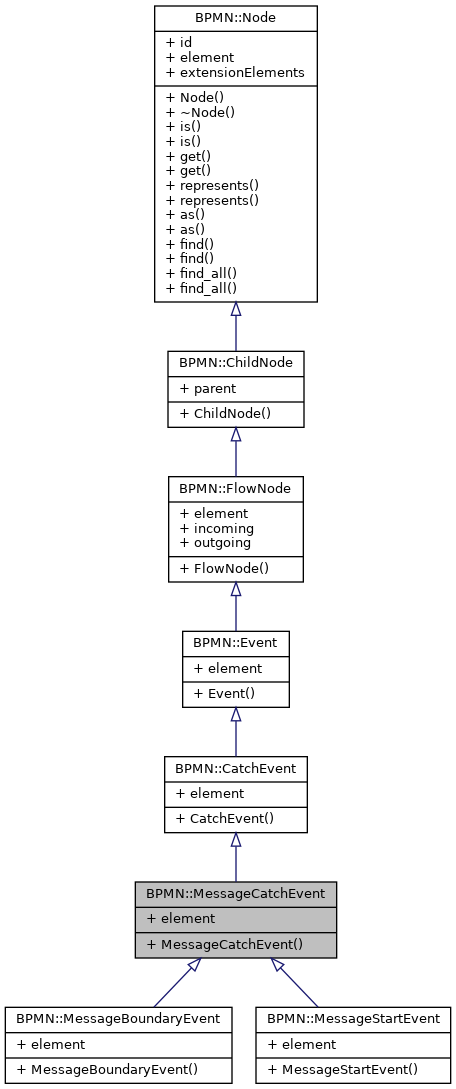 BPMN::Node
+ id
+ element
+ extensionElements
+ Node()
+ ~Node()
+ is()
+ is()
+ get()
+ get()
+ represents()
+ represents()
+ as()
+ as()
+ find()
+ find()
+ find_all()
+ find_all()
BPMN::ChildNode
+ parent
+ ChildNode()
BPMN::FlowNode
+ element
+ incoming
+ outgoing
+ FlowNode()
BPMN::Event
+ element
+ Event()
BPMN::CatchEvent
+ element
+ CatchEvent()
BPMN::MessageCatchEvent
+ element
+ MessageCatchEvent()
BPMN::MessageBoundaryEvent
+ element
+ MessageBoundaryEvent()
BPMN::MessageStartEvent
+ element
+ MessageStartEvent()